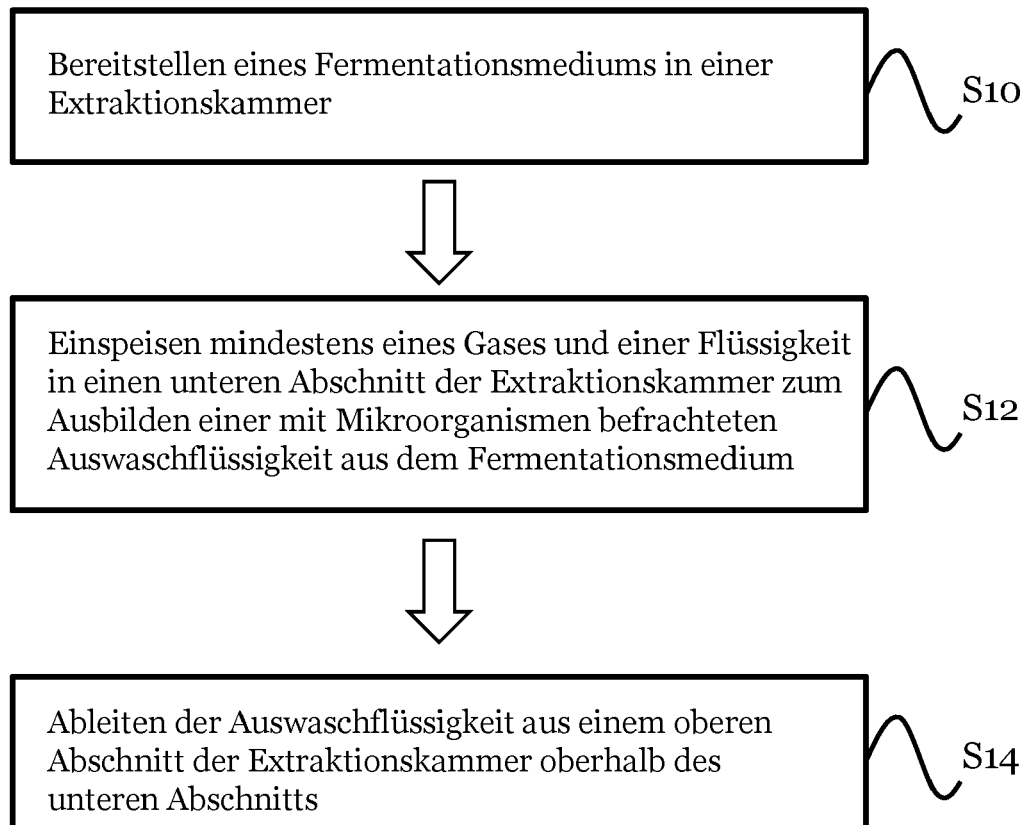 Bereitstellen eines Fermentationsmediums in einer
Extraktionskammer
S10
Einspeisen mindestens eines Gases und einer Flüssigkeit
in einen unteren Abschnitt der Extraktionskammer zum
Ausbilden einer mit Mikroorganismen befrachteten
Auswaschflüssigkeit aus dem Fermentationsmedium
S12
Ableiten der Auswaschflüssigkeit aus einem oberen
Abschnitt der Extraktionskammer oberhalb des
unteren Abschnitts
S14